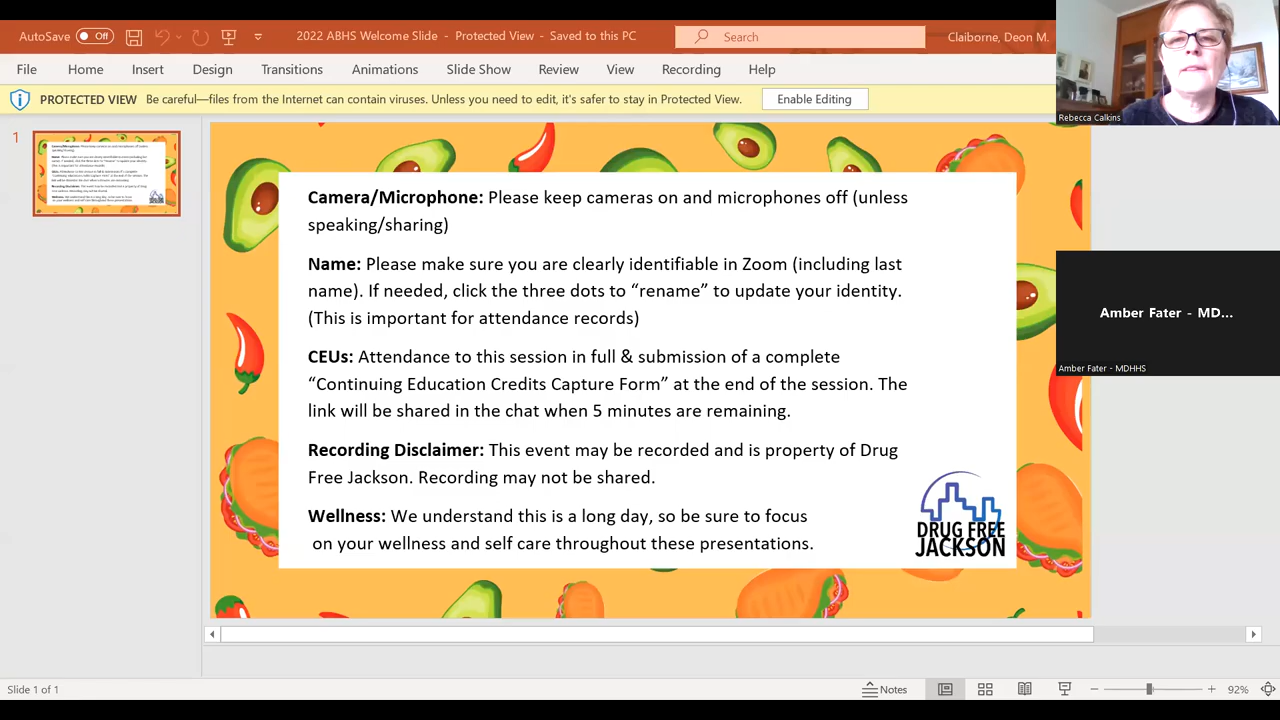 AutoSave Off
2022 ABHS Welcome Slide - Protected View - Saved to this PC
Search
Claiborne, Deon M.
File Home Insert Design Transitions Animations Slide Show Review View Recording Help
PROTECTED VIEW Be careful—files from the Internet can contain viruses. Unless you need to edit, it's safer to stay in Protected View. Enable Editing
Rebecca Calkins
1
Camera/Microphone: Please keep cameras on and microphones off (unless
speaking/sharing)
Name: Please make sure you are clearly identifiable in Zoom (including last
name). If needed, click the three dots to “rename” to update your identity.
(This is important for attendance records)
CEUs: Attendance to this session in full & submission of a complete
“Continuing Education Credits Capture Form” at the end of the session. The
link will be shared in the chat when 5 minutes are remaining.
Recording Disclaimer: This event may be recorded and is property of Drug
Free Jackson. Recording may not be shared.
Wellness: We understand this is a long day, so be sure to focus
on your wellness and self care throughout these presentations.
DRUG FREE
JACKSON
Amber Fater - MD...
Amber Fater - MDHHS
Slide 1 of 1
Notes
92%